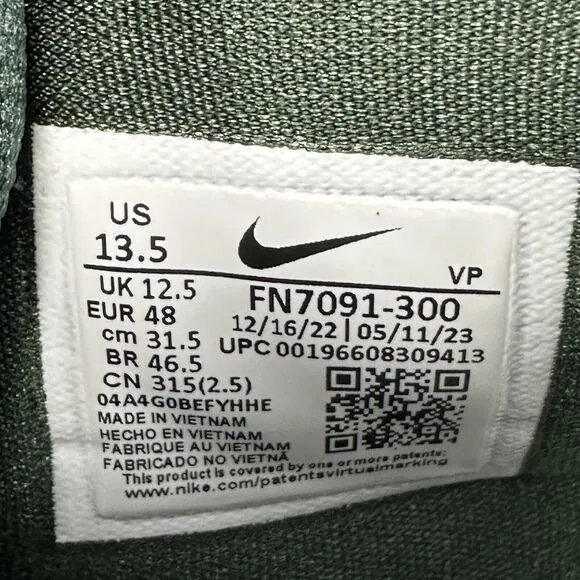 US
13.5
VP
UK 12.5
EUR 48
cm 31.5
BR 46.5
CN 315(2.5)
FN7091-300
12/16/22 | 05/11/23
UPC 00196608309413
04A4G0BEFYHHE
MADE IN VIETNAM
HECHO EN VIETNAM
FABRIQUE AU VIETNAM
FABRICADO NO VIETNÃ
This product is covered by one or more patents:
www.nike.com/patentsvirtualmarking